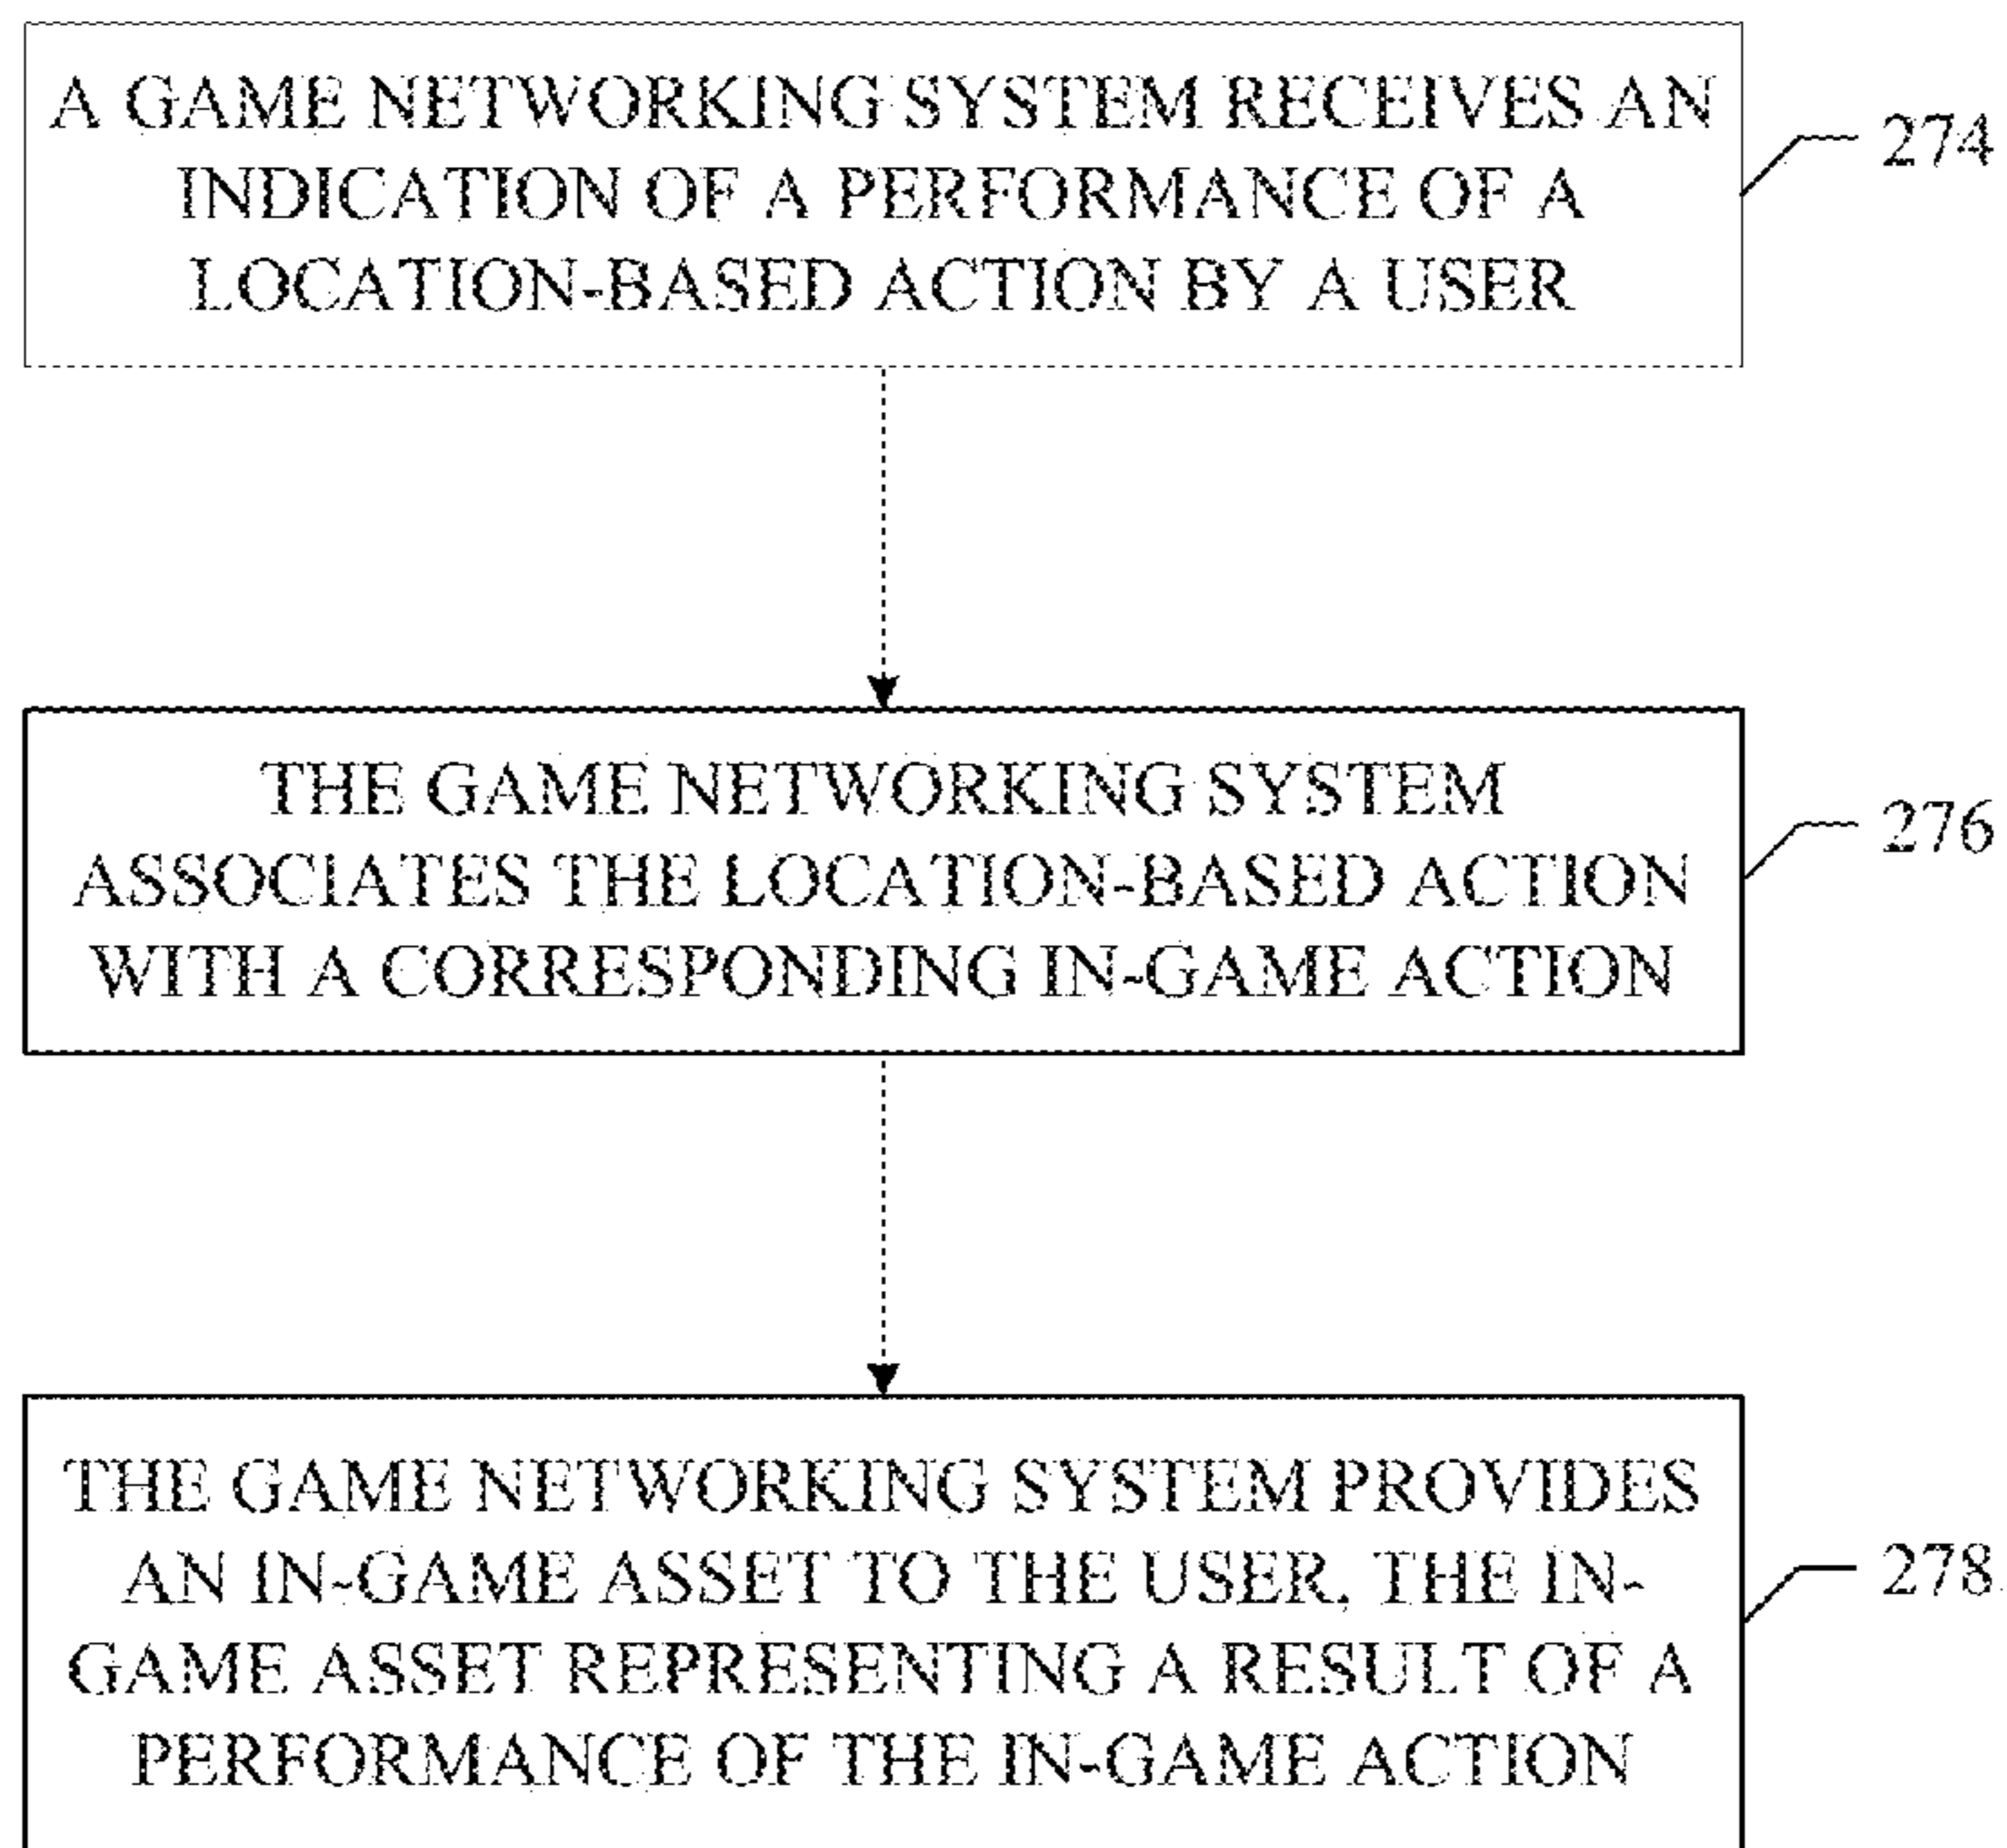 A GAME NETWORKING SYSTEM RECEIVES AN
INDICATION OF A PERFORMANCE OF A
LOCATION-BASED ACTION BY A USER
274
THE GAME NETWORKING SYSTEM
ASSOCIATES THE LOCATION-BASED ACTION
WITH A CORRESPONDING IN-GAME ACTION
276
THE GAME NETWORKING SYSTEM PROVIDES
AN IN-GAME ASSET TO THE USER, THE IN-
GAME ASSET REPRESENTING A RESULT OF A
PERFORMANCE OF THE IN-GAME ACTION
278